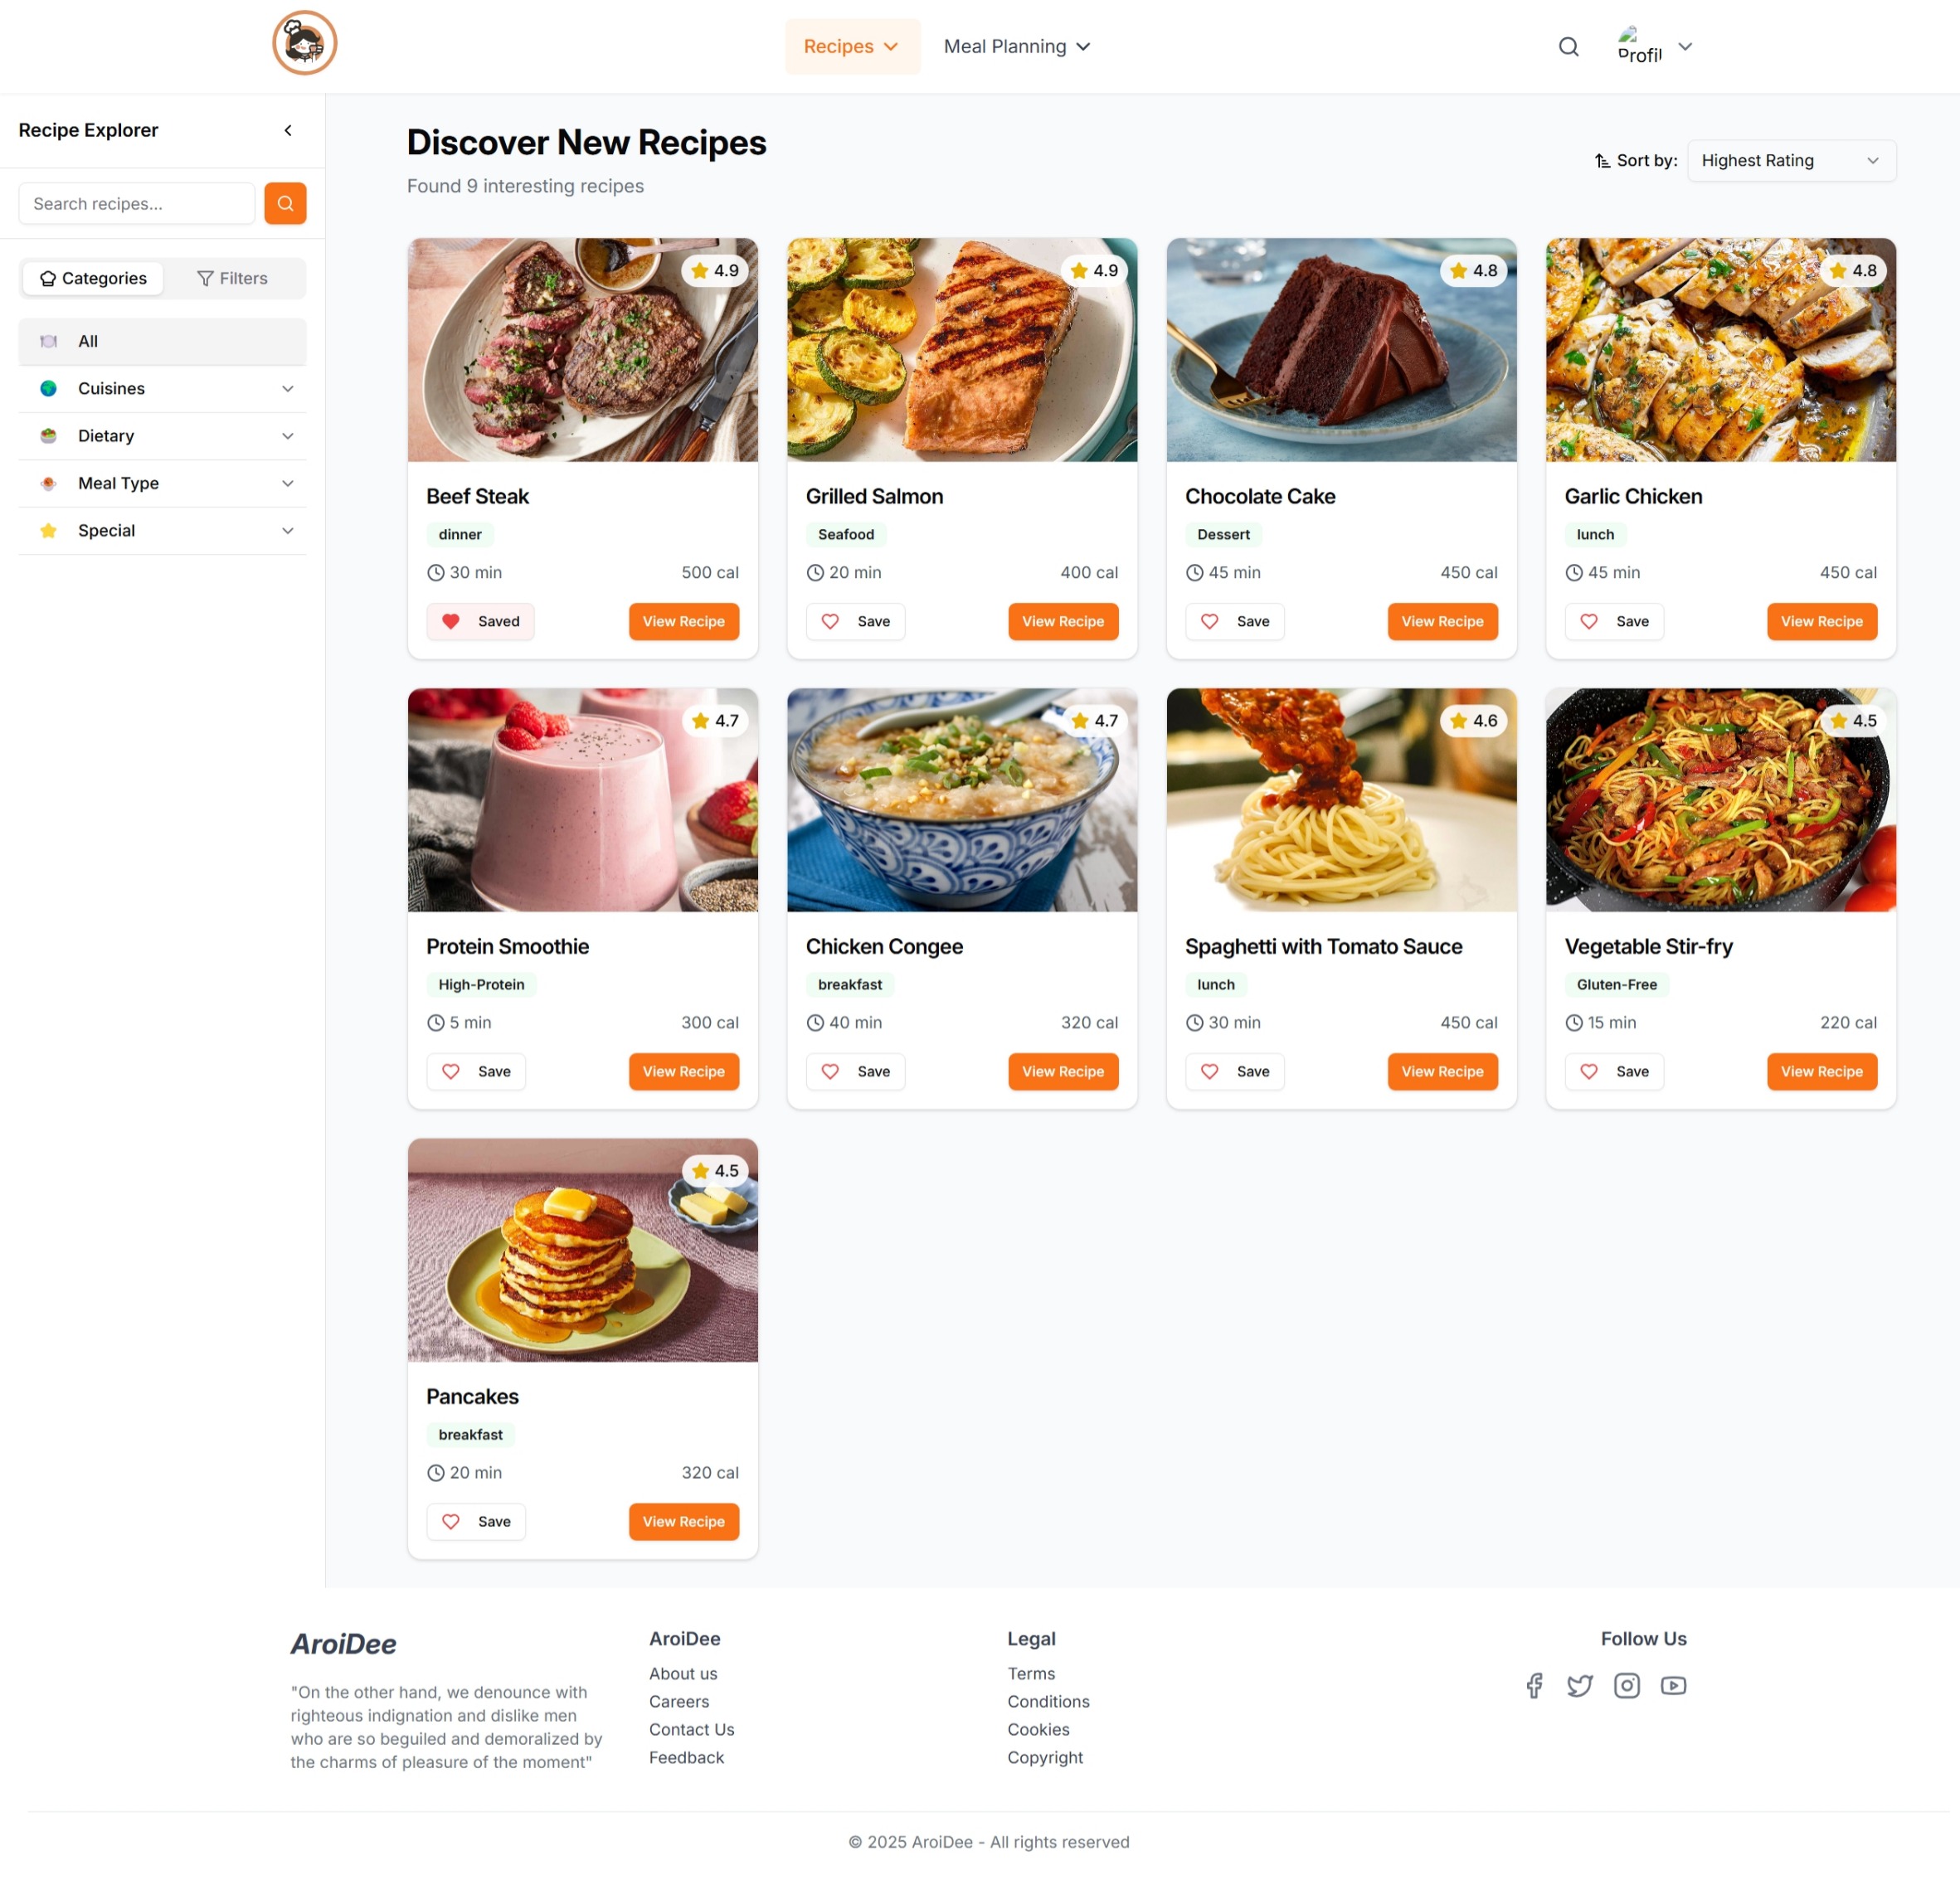 Recipes
Meal Planning
Profil
Recipe Explorer
Search recipes...
Categories
Filters
All
Cuisines
Dietary
Meal Type
Special
Discover New Recipes
Found 9 interesting recipes
Sort by:
Highest Rating
4.9
Beef Steak
dinner
30 min
500 cal
Saved
View Recipe
4.9
Grilled Salmon
Seafood
20 min
400 cal
Save
View Recipe
4.8
Chocolate Cake
Dessert
45 min
450 cal
Save
View Recipe
4.8
Garlic Chicken
lunch
45 min
450 cal
Save
View Recipe
4.7
Protein Smoothie
High-Protein
5 min
300 cal
Save
View Recipe
4.7
Chicken Congee
breakfast
40 min
320 cal
Save
View Recipe
4.6
Spaghetti with Tomato Sauce
lunch
30 min
450 cal
Save
View Recipe
4.5
Vegetable Stir-fry
Gluten-Free
15 min
220 cal
Save
View Recipe
4.5
Pancakes
breakfast
20 min
320 cal
Save
View Recipe
AroiDee
"On the other hand, we denounce with
righteous indignation and dislike men
who are so beguiled and demoralized by
the charms of pleasure of the moment"
AroiDee
About us
Careers
Contact Us
Feedback
Legal
Terms
Conditions
Cookies
Copyright
Follow Us
© 2025 AroiDee - All rights reserved